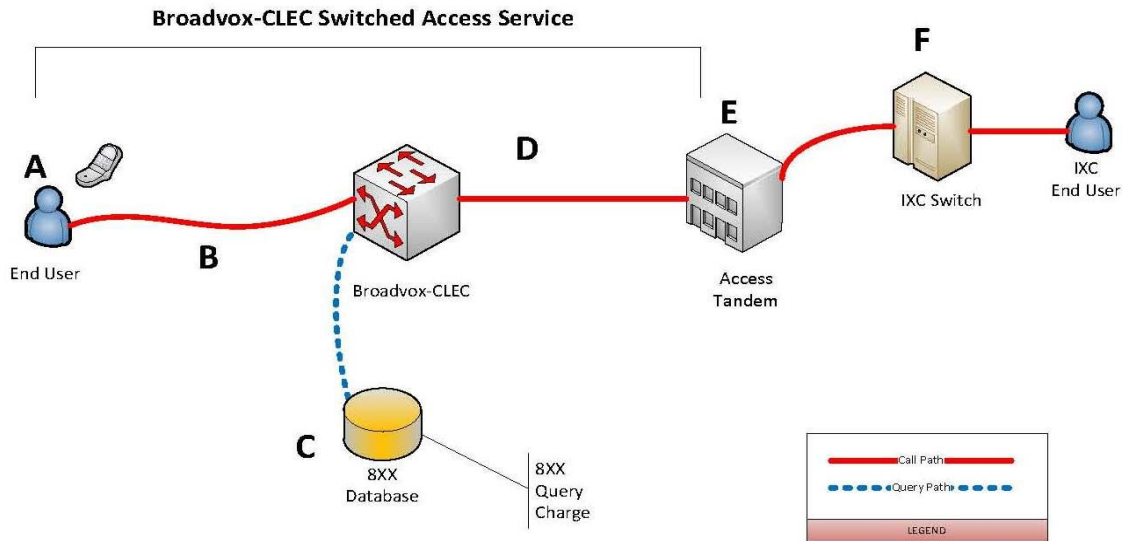 Broadvox-CLEC Switched Access Service
F
E
A
D
IXC
End User
IXC Switch
B
End User
Broadvox-CLEC
Access
Tandem
C
8XX
Database
8XX
Query
Charge
Call Path
Query Path
LEGEND